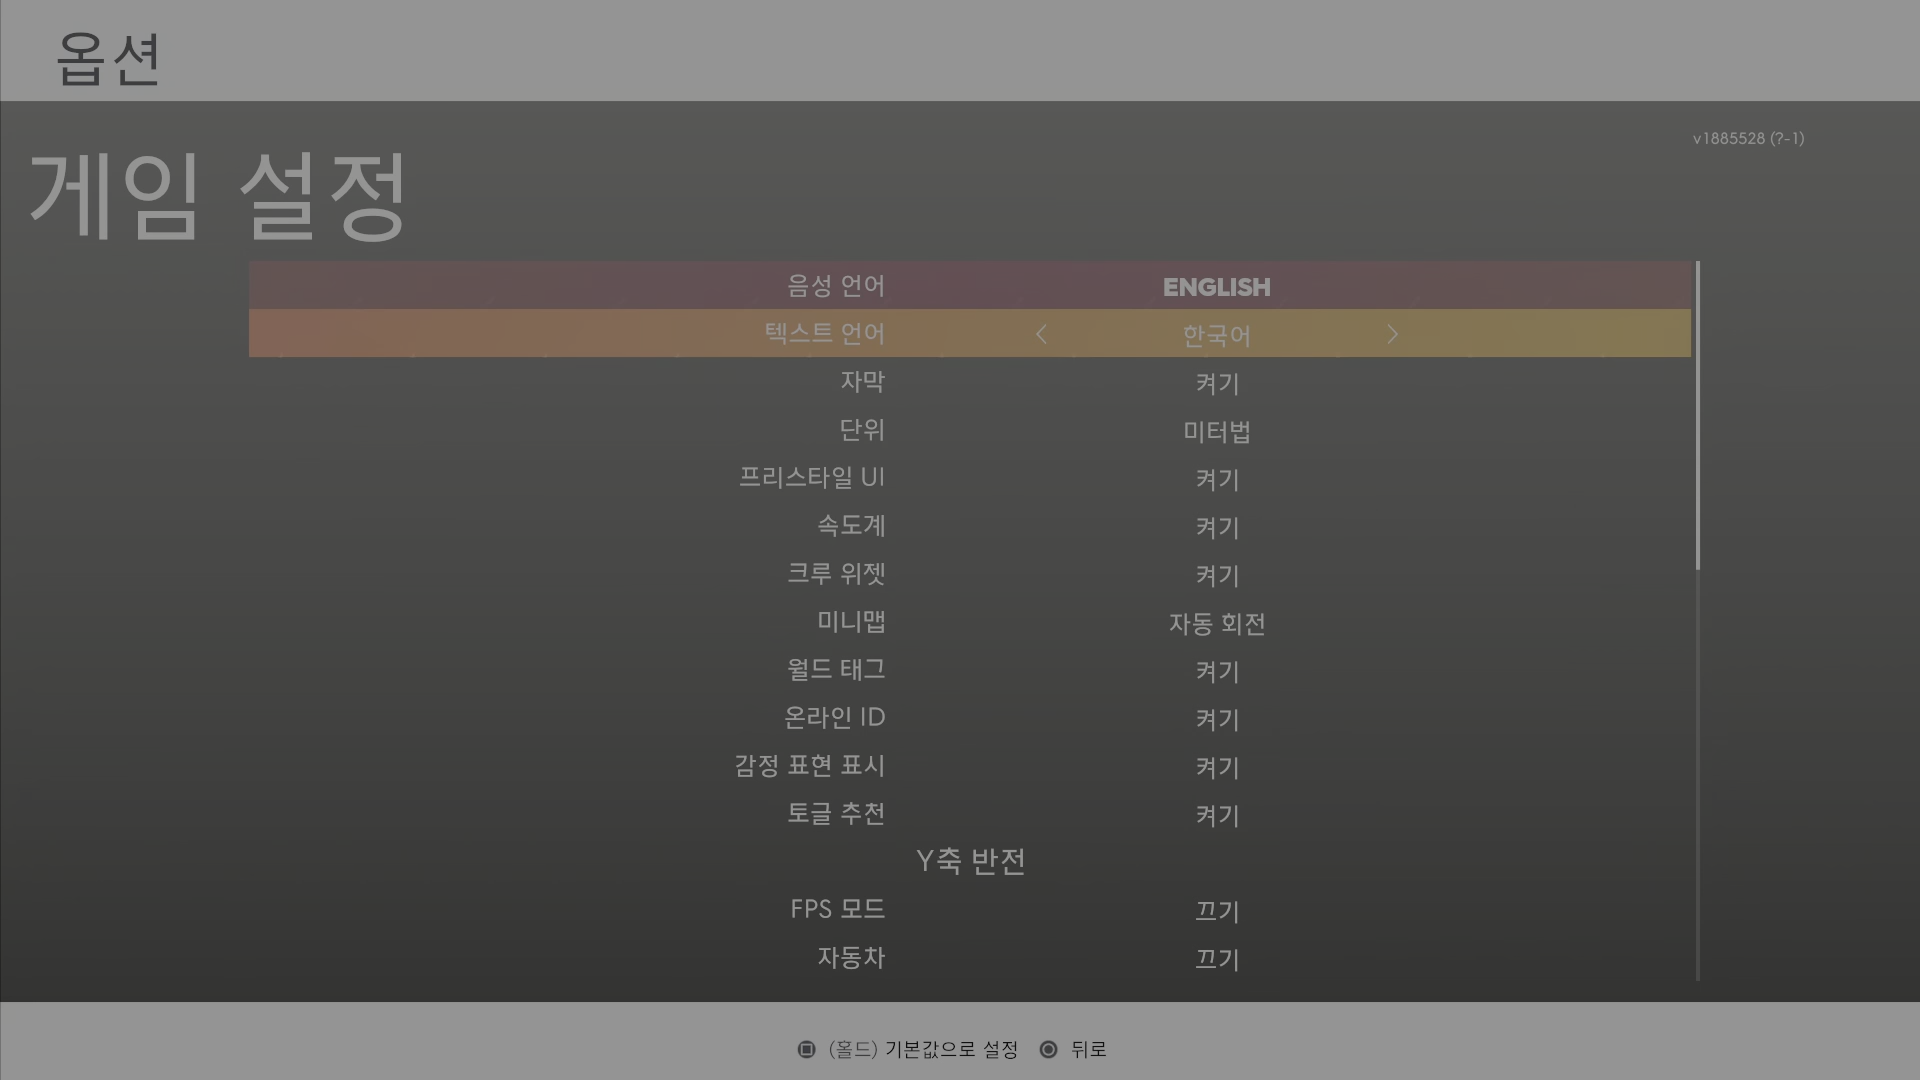 옵션
v1885528 (?-1)
게임 설정
음성 언어 ENGLISH
텍스트 언어 한국어
자막 켜기
단위 미터법
프리스타일 UI 켜기
속도계 켜기
크루 위젯 켜기
미니맵 자동 회전
월드 태그 켜기
온라인 ID 켜기
감정 표현 표시 켜기
토글 추천 켜기
Y축 반전
FPS 모드 끄기
자동차 끄기
(홀드) 기본값으로 설정 뒤로